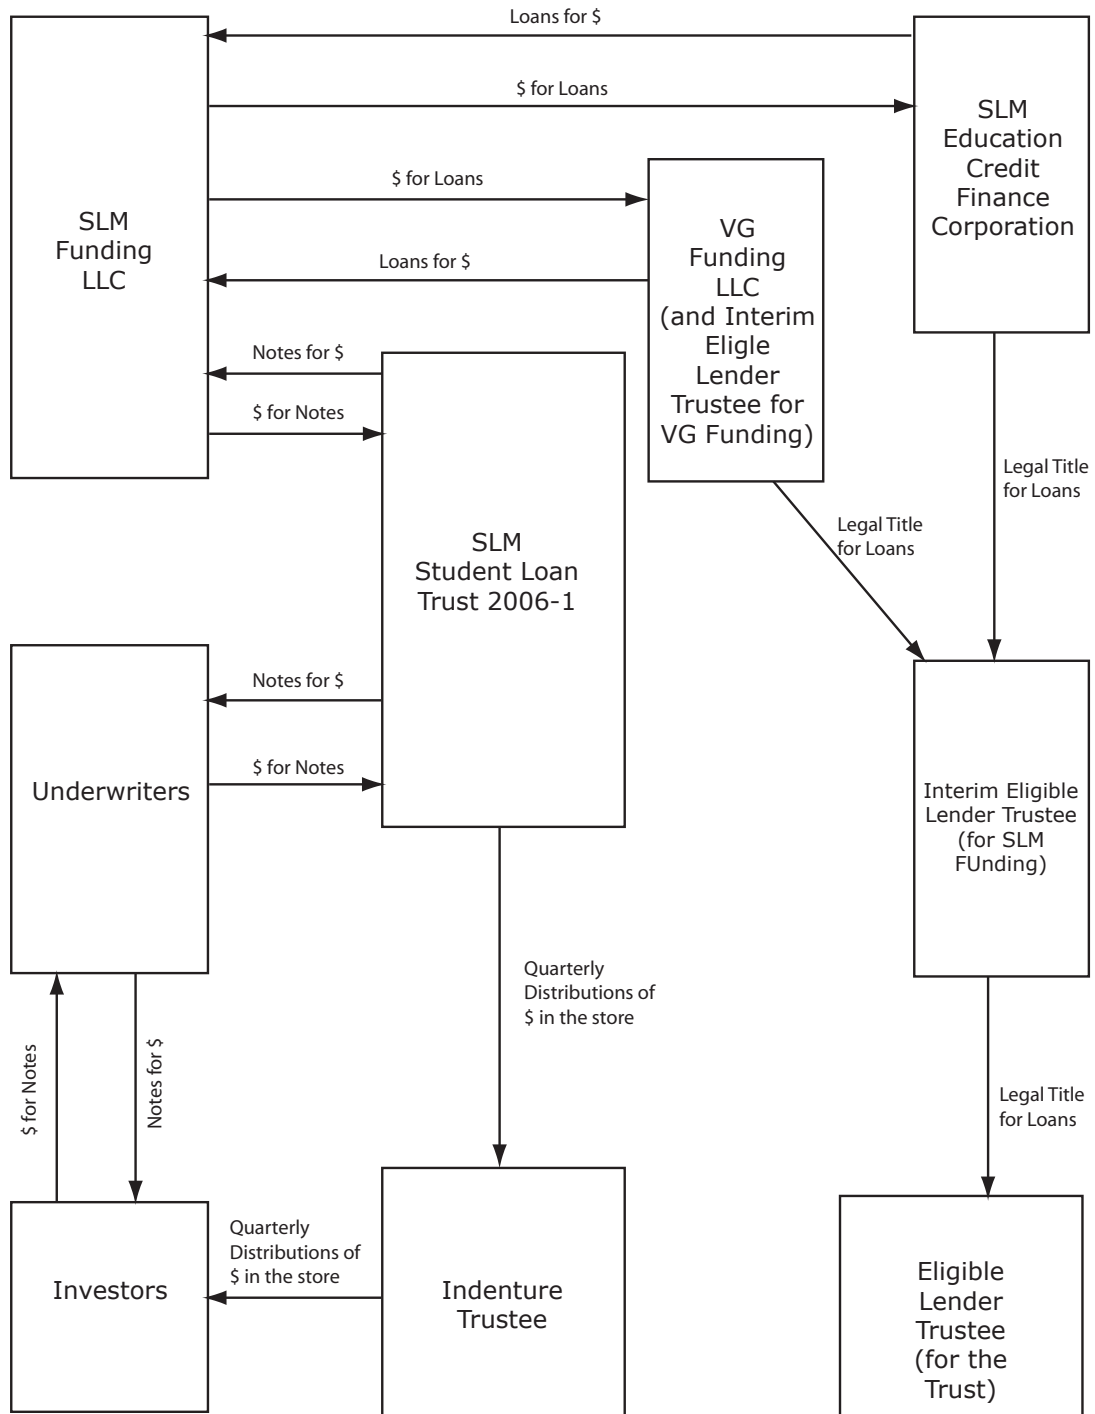 Loans for $
$ for Loans
SLM
Education
Credit
Finance
Corporation
$ for Loans
SLM
Funding
LLC
VG
Funding
LLC
(and Interim
Eligle
Lender
Trustee for
VG Funding)
Loans for $
Notes for $
$ for Notes
Legal Title
for Loans
Legal Title
for Loans
SLM
Student Loan
Trust 2006-1
Notes for $
$ for Notes
Underwriters
Interim Eligible
Lender Trustee
(for SLM
FUnding)
Quarterly
Distributions of
$ in the store
$ for Notes
Notes for $
Legal Title
for Loans
Quarterly
Distributions of
$ in the store
Investors
Indenture
Trustee
Eligible
Lender
Trustee
(for the
Trust)